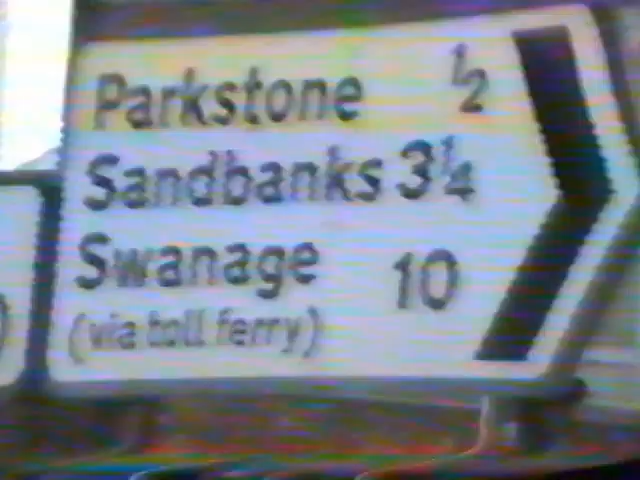 Parkstone ½
Sandbanks 3¼
Swanage 10
(via toll ferry)